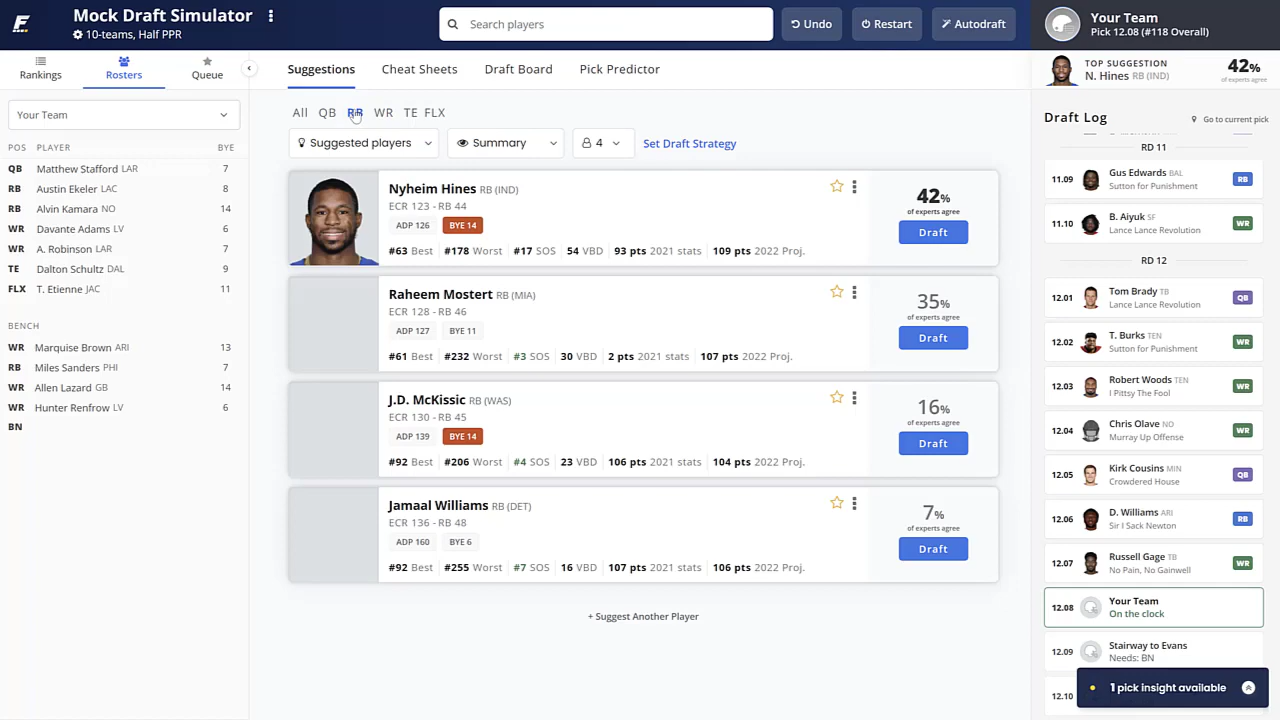 Mock Draft Simulator
10-teams, Half PPR
Search players
Undo
Restart
Autodraft
Your Team
Pick 12.08 (#118 Overall)
Rankings
Rosters
Queue
Suggestions
Cheat Sheets
Draft Board
Pick Predictor
TOP SUGGESTION
N. Hines RB (IND)
42%
of experts agree
Your Team
POS PLAYER BYE
QB Matthew Stafford LAR 7
RB Austin Ekeler LAC 8
RB Alvin Kamara NO 14
WR Davante Adams LV 6
WR A. Robinson LAR 7
TE Dalton Schultz DAL 9
FLX T. Etienne JAC 11
BENCH
WR Marquise Brown ARI 13
RB Miles Sanders PHI 7
WR Allen Lazard GB 14
WR Hunter Renfrow LV 6
BN
All QB RB WR TE FLX
Suggested players
Summary
4
Set Draft Strategy
Nyheim Hines RB (IND)
ECR 123 - RB 44
ADP 126 BYE 14
#63 Best #178 Worst #17 SOS 54 VBD 93 pts 2021 stats 109 pts 2022 Proj.
42%
of experts agree
Draft
Raheem Mostert RB (MIA)
ECR 128 - RB 46
ADP 127 BYE 11
#61 Best #232 Worst #3 SOS 30 VBD 2 pts 2021 stats 107 pts 2022 Proj.
35%
of experts agree
Draft
J.D. McKissic RB (WAS)
ECR 130 - RB 45
ADP 139 BYE 14
#92 Best #206 Worst #4 SOS 23 VBD 106 pts 2021 stats 104 pts 2022 Proj.
16%
of experts agree
Draft
Jamaal Williams RB (DET)
ECR 136 - RB 48
ADP 160 BYE 6
#92 Best #255 Worst #7 SOS 16 VBD 107 pts 2021 stats 106 pts 2022 Proj.
7%
of experts agree
Draft
+ Suggest Another Player
Draft Log
Go to current pick
RD 11
11.09 Gus Edwards BAL RB
Sutton for Punishment
11.10 B. Aiyuk SF WR
Lance Lance Revolution
RD 12
12.01 Tom Brady TB QB
Lance Lance Revolution
12.02 T. Burks TEN WR
Sutton for Punishment
12.03 Robert Woods TEN WR
I Pittsy The Fool
12.04 Chris Olave NO WR
Murray Up Offense
12.05 Kirk Cousins MIN QB
Crowdered House
12.06 D. Williams ARI RB
Sir I Sack Newton
12.07 Russell Gage TB WR
No Pain, No Gainwell
12.08 Your Team
On the clock
12.09 Stairway to Evans
Needs: BN
12.10
1 pick insight available